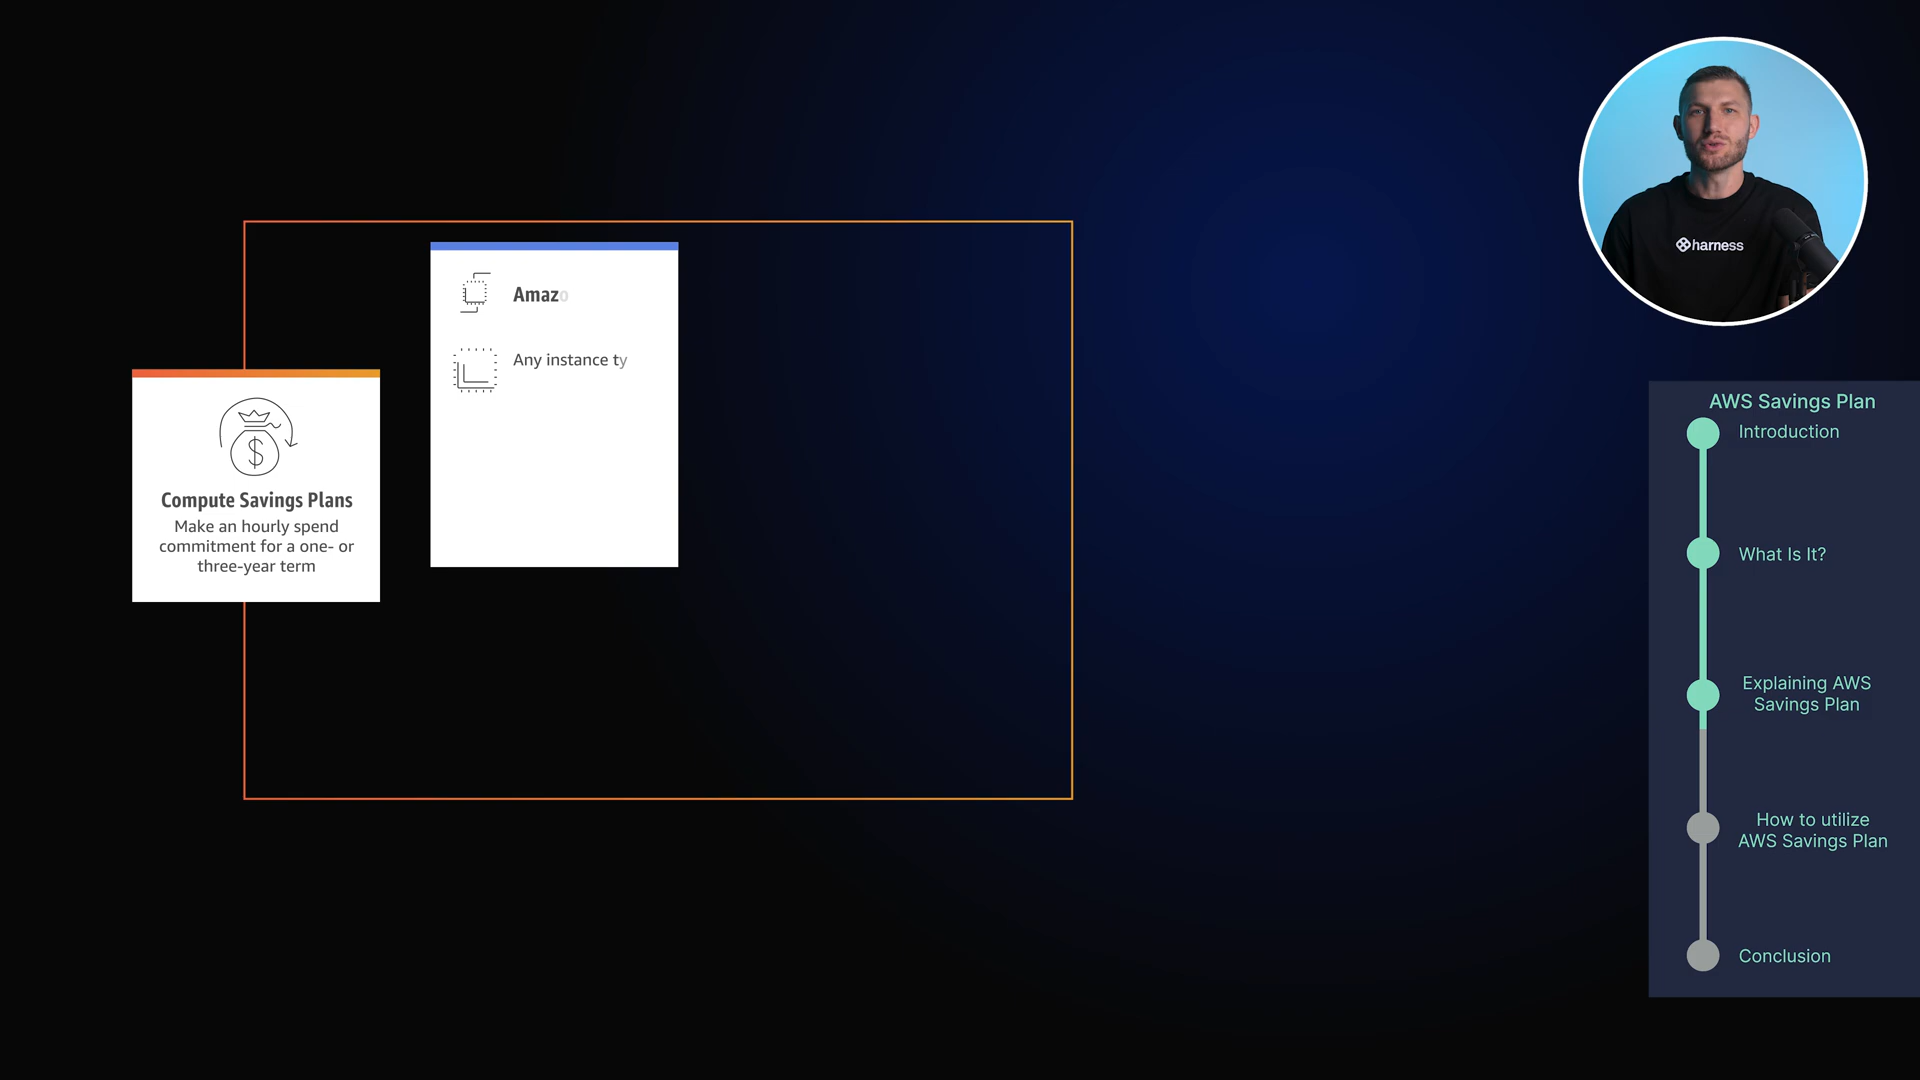 harness
Amazo
Any instance ty
Compute Savings Plans
Make an hourly spend
commitment for a one- or
three-year term
AWS Savings Plan
Introduction
What Is It?
Explaining AWS
Savings Plan
How to utilize
AWS Savings Plan
Conclusion